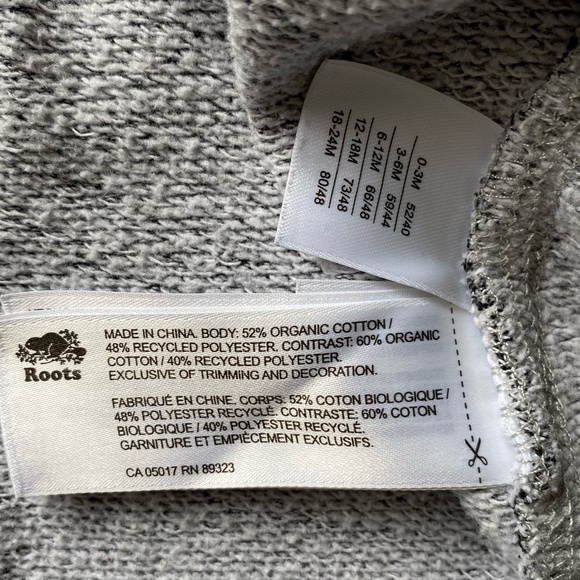 0-3M 52/40
3-6M 59/44
6-12M 66/48
12-18M 73/48
18-24M 80/48
Roots
MADE IN CHINA. BODY: 52% ORGANIC COTTON /
48% RECYCLED POLYESTER. CONTRAST: 60% ORGANIC
COTTON / 40% RECYCLED POLYESTER.
EXCLUSIVE OF TRIMMING AND DECORATION.
FABRIQUÉ EN CHINE. CORPS: 52% COTON BIOLOGIQUE /
48% POLYESTER RECYCLÉ. CONTRASTE: 60% COTON
BIOLOGIQUE / 40% POLYESTER RECYCLÉ.
GARNITURE ET EMPIÈCEMENT EXCLUSIFS.
CA 05017 RN 89323